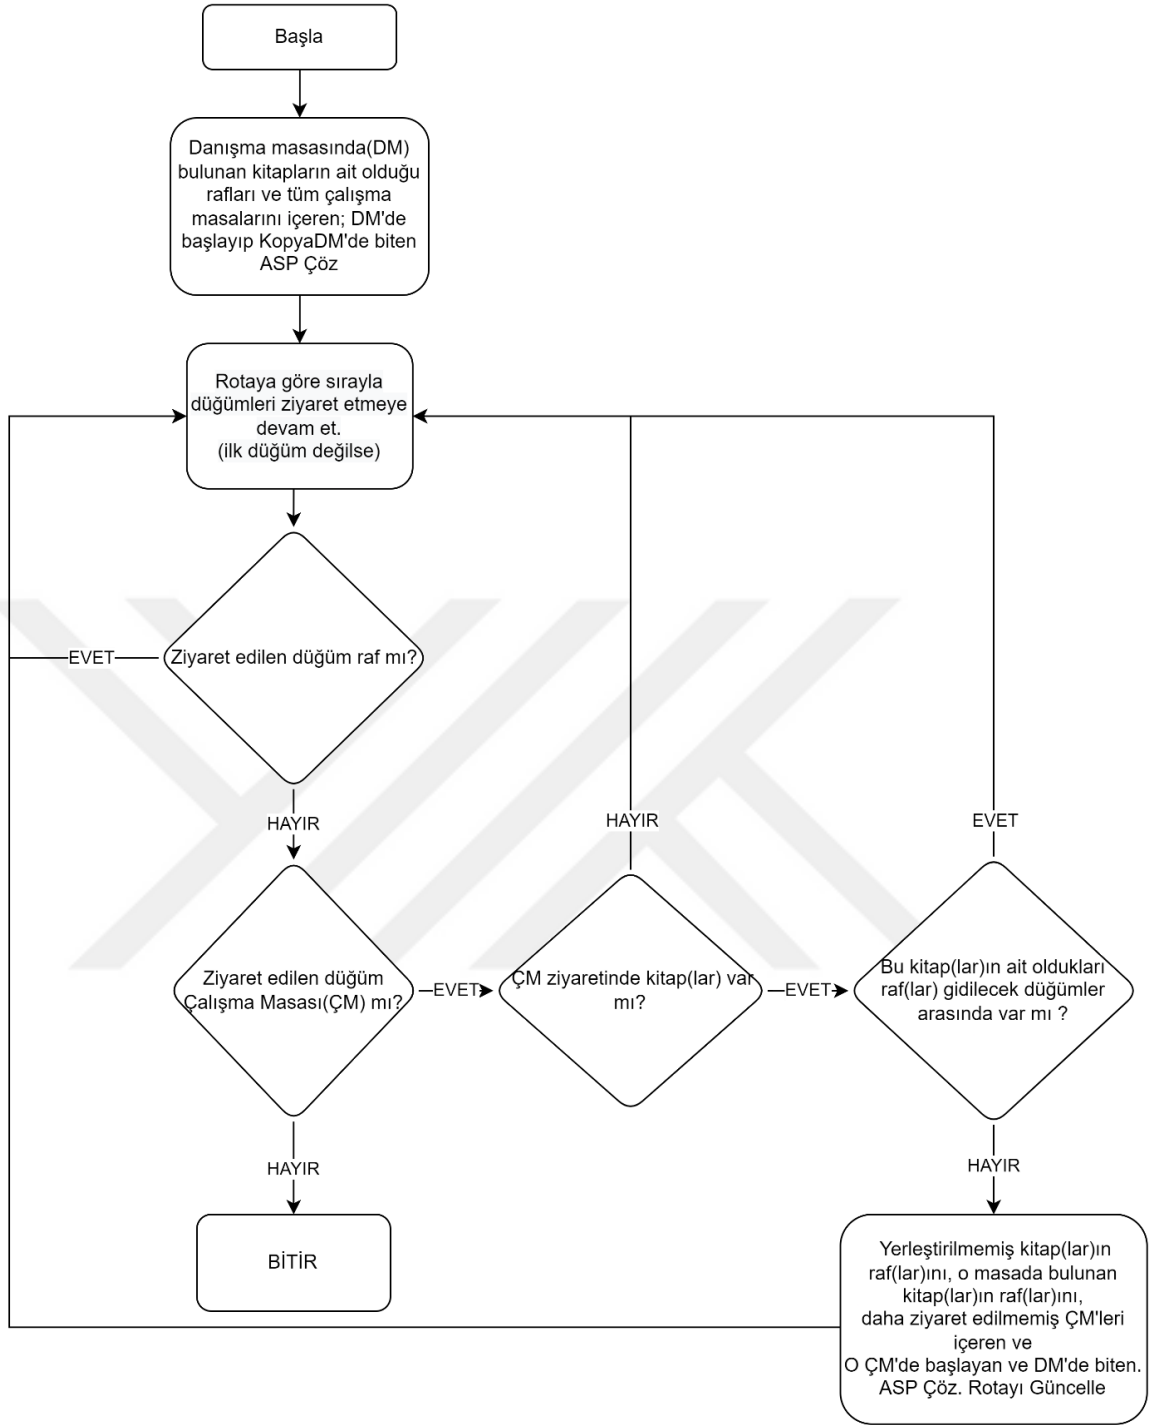 Başla
Danışma masasında(DM)
bulunan kitapların ait olduğu
rafları ve tüm çalışma
masalarını içeren; DM'de
başlayıp KopyaDM'de biten
ASP Çöz
Rotaya göre sırayla
düğümleri ziyaret etmeye
devam et.
(ilk düğüm değilse)
EVET
Ziyaret edilen düğüm raf mı?
HAYIR
HAYIR
EVET
Ziyaret edilen düğüm
Çalışma Masası(ÇM) mı?
EVET
ÇM ziyaretinde kitap(lar) var
mı?
EVET
Bu kitap(lar)ın ait oldukları
raf(lar) gidilecek düğümler
arasında var mı ?
HAYIR
HAYIR
BİTİR
Yerleştirilmemiş kitap(lar)ın
raf(lar)ını, o masada bulunan
kitap(lar)ın raf(lar)ını,
daha ziyaret edilmemiş ÇM'leri
içeren ve
O ÇM'de başlayan ve DM'de biten.
ASP Çöz. Rotayı Güncelle